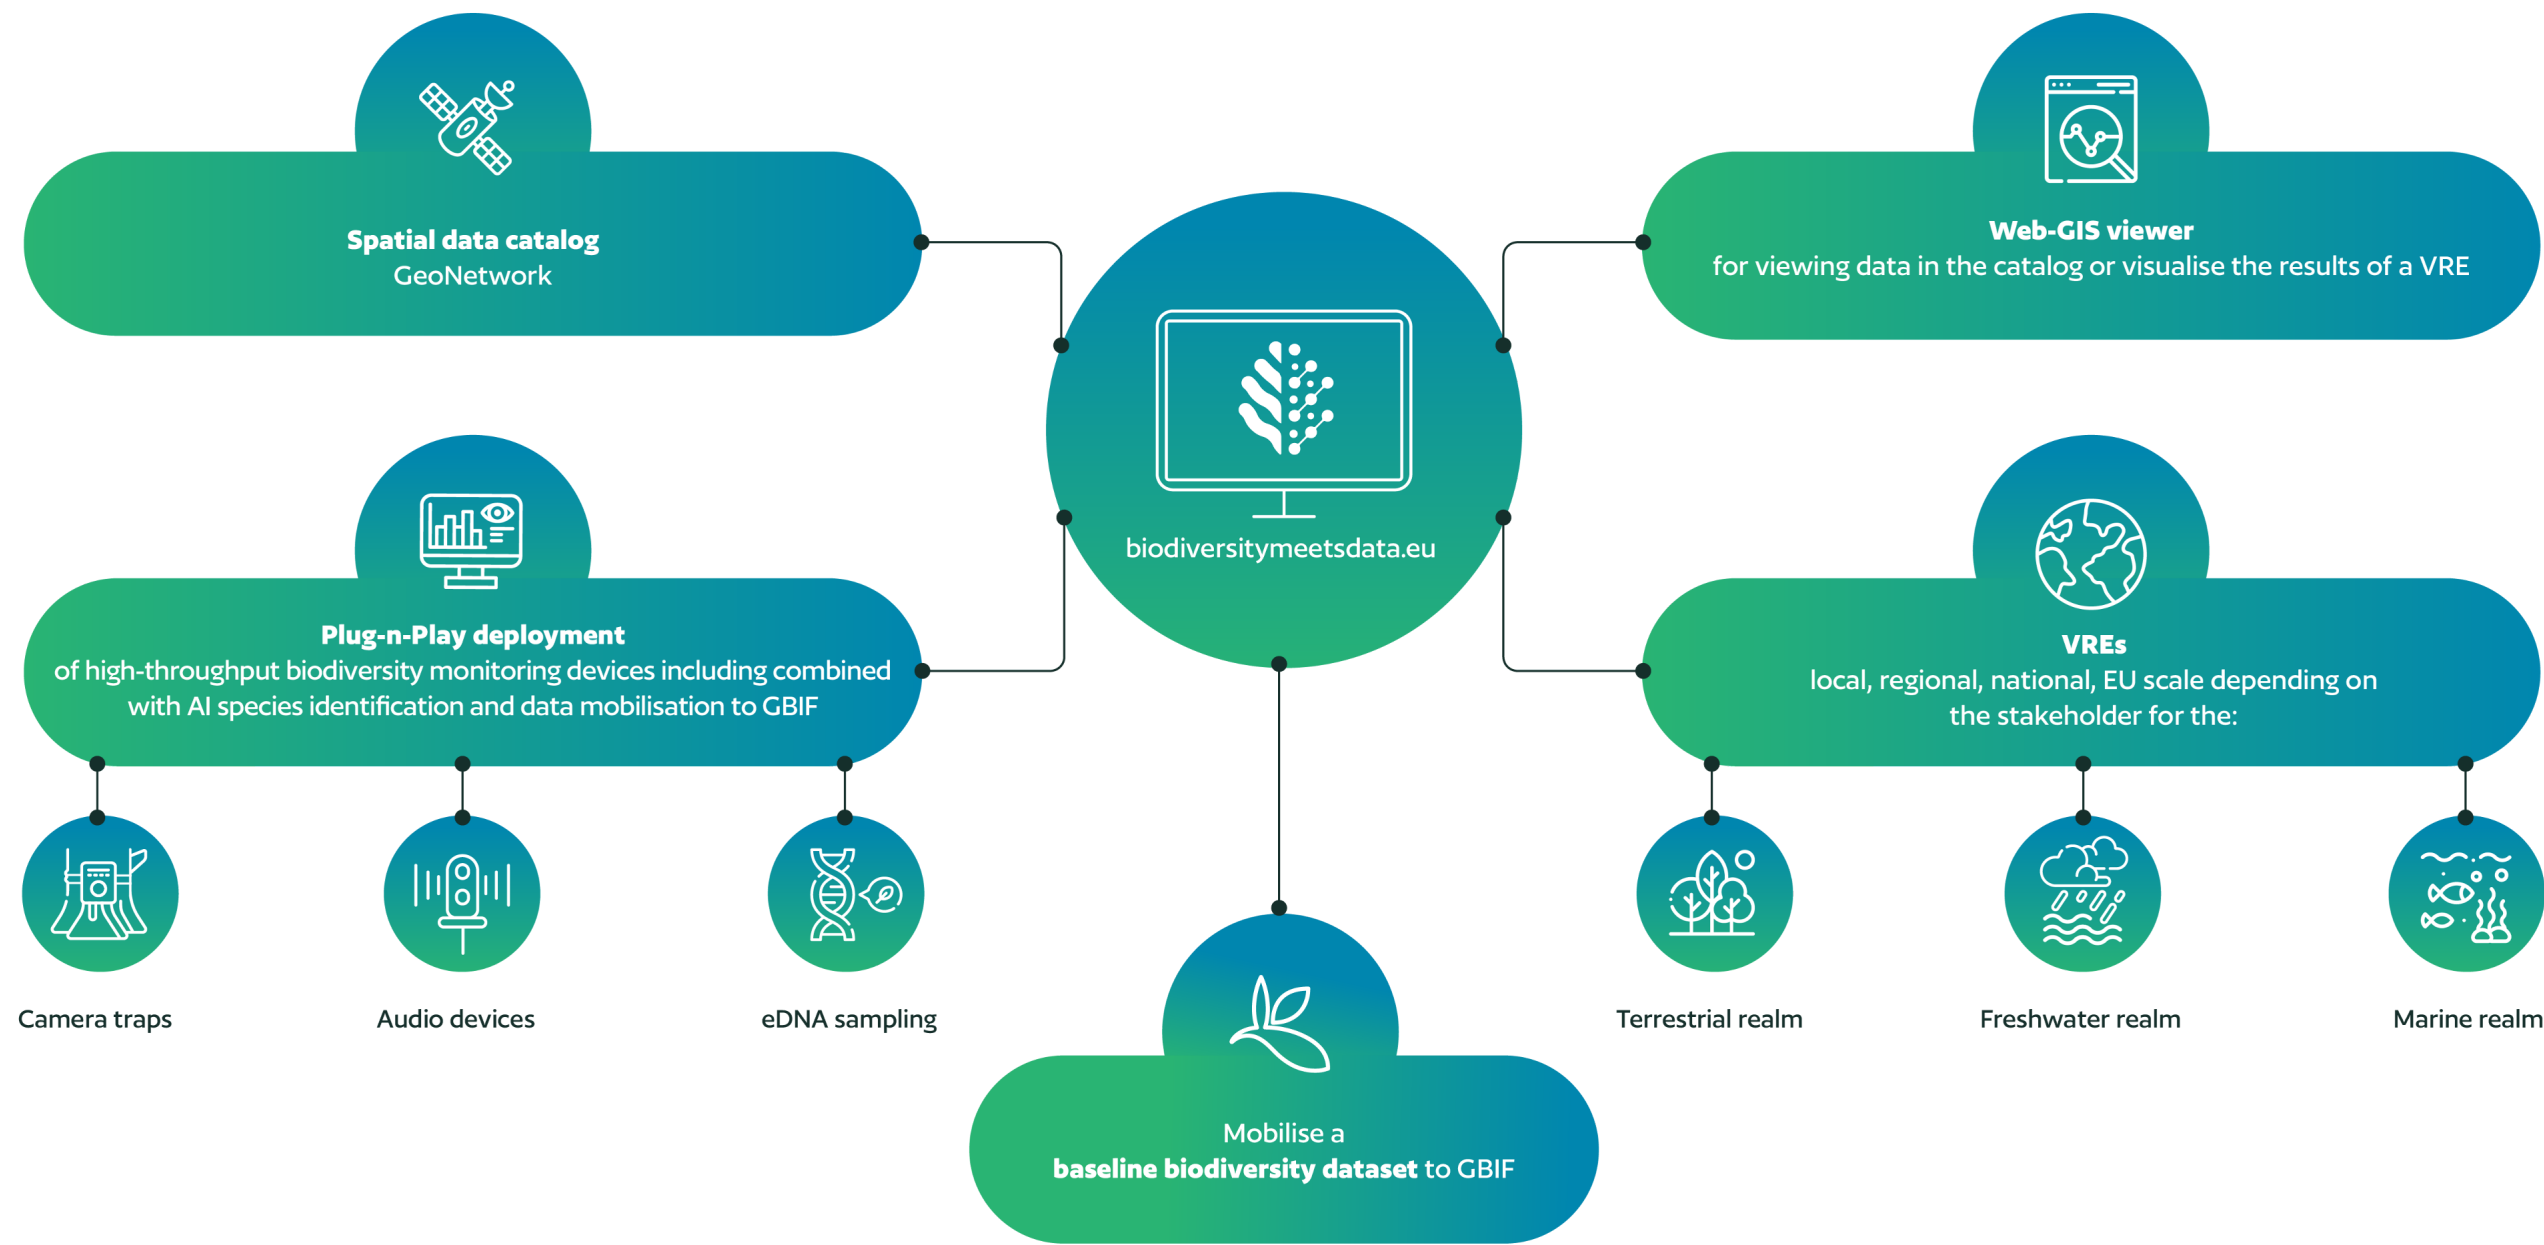 Spatial data catalog
GeoNetwork
Web-GIS viewer
for viewing data in the catalog or visualise the results of a VRE
biodiversitymeetsdata.eu
Plug-n-Play deployment
of high-throughput biodiversity monitoring devices including combined
with AI species identification and data mobilisation to GBIF
VREs
local, regional, national, EU scale depending on
the stakeholder for the:
Camera traps
Audio devices
eDNA sampling
Terrestrial realm
Freshwater realm
Marine realm
Mobilise a
baseline biodiversity dataset to GBIF